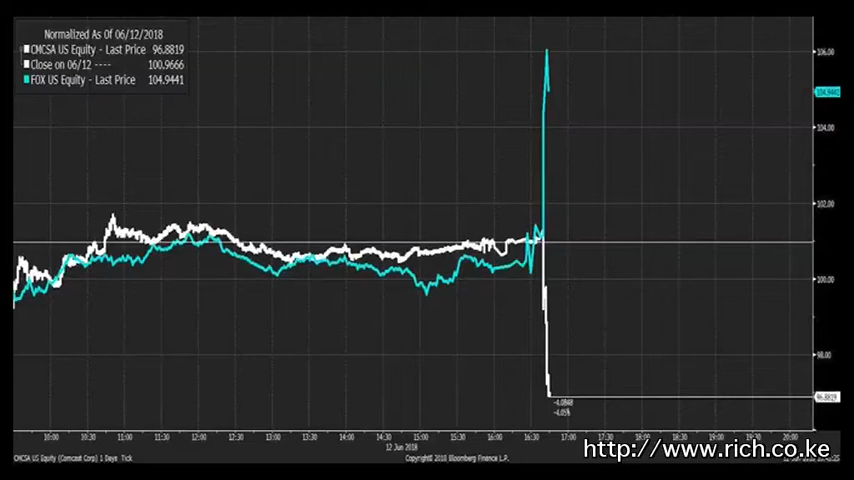 Normalized As Of 06/12/2018
CMCSA US Equity - Last Price 96.8819
Close on 06/12 ---- 100.9666
FOX US Equity - Last Price 104.9441
106.00
104.9441
104.00
102.00
100.00
98.00
96.8819
-4.0848
-4.05%
10:00 10:30 11:00 11:30 12:00 12:30 13:00 13:30 14:00 14:30 15:00 15:30 16:00 16:30 17:00 17:30 18:00 18:30 19:00 19:30 20:00
12 Jun 2018
CMCSA US Equity (Comcast Corp) 1 Days Tick
Copyright© 2018 Bloomberg Finance L.P.
http://www.rich.co.ke